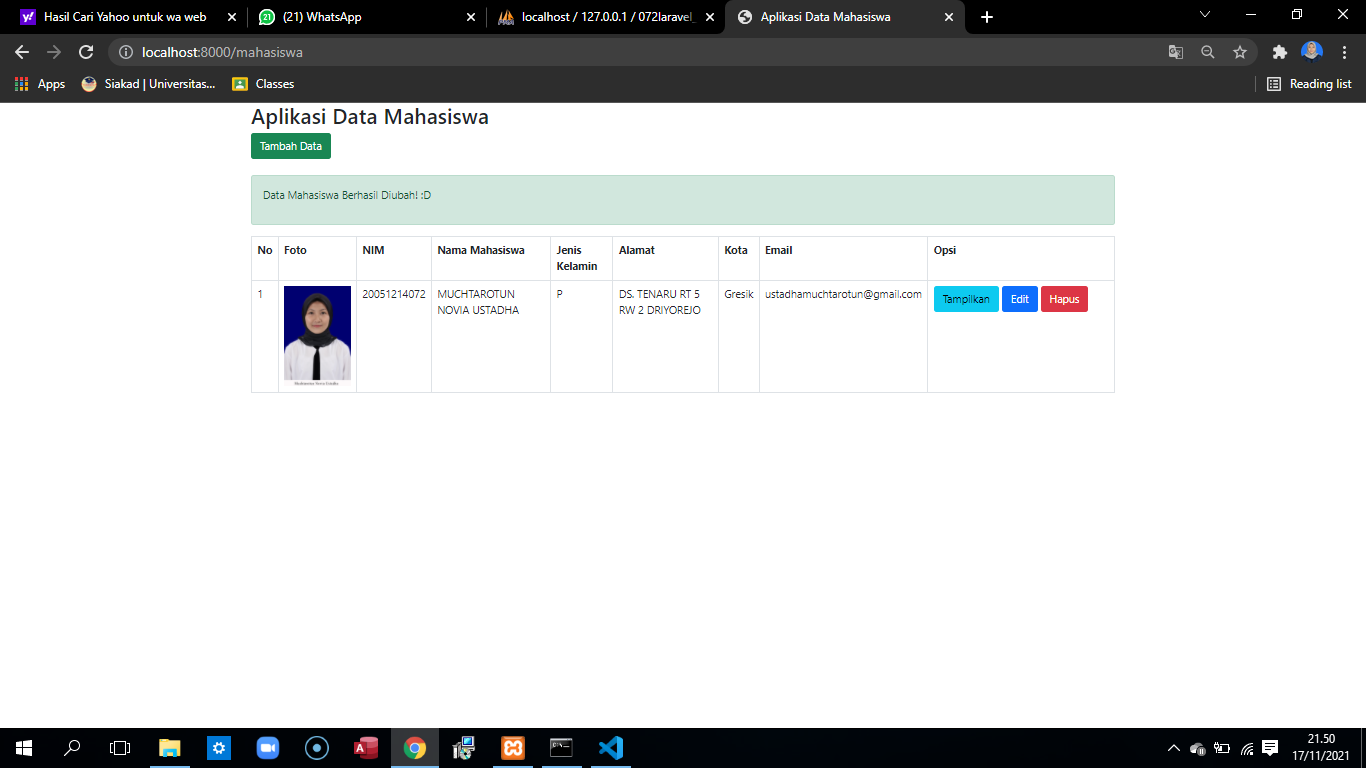 Hasil Cari Yahoo untuk wa web
(21) WhatsApp
localhost / 127.0.0.1 / 072laravel_
Aplikasi Data Mahasiswa
localhost:8000/mahasiswa
Apps
Siakad | Universitas...
Classes
Reading list
Aplikasi Data Mahasiswa
Tambah Data
Data Mahasiswa Berhasil Diubah! :D
No Foto NIM Nama Mahasiswa Jenis Kelamin Alamat Kota Email Opsi
1 20051214072 MUCHTAROTUN NOVIA USTADHA P DS. TENARU RT 5 RW 2 DRIYOREJO Gresik ustadhamuchtarotun@gmail.com Tampilkan Edit Hapus
21.50
17/11/2021